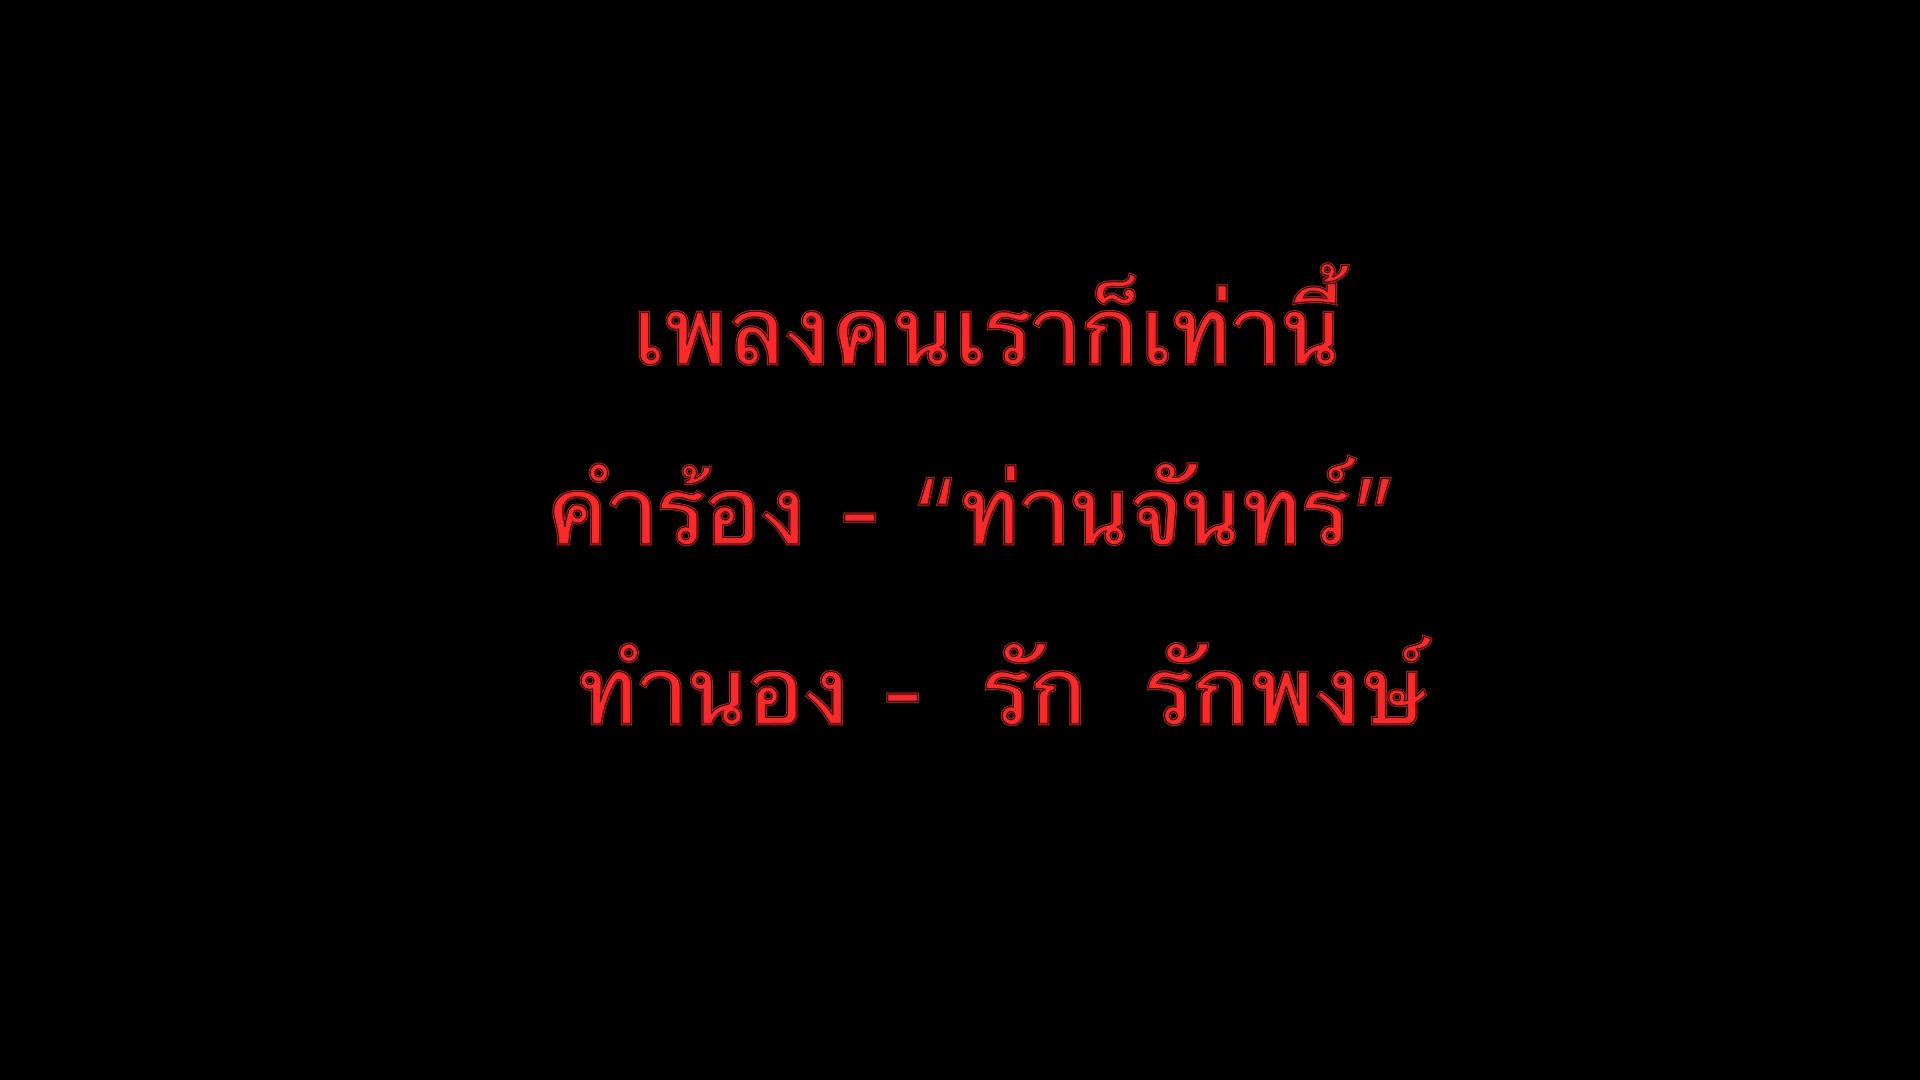 เพลงคนเราก็เท่านี้
คำร้อง - “ท่านจันทร์”
ทำนอง - รัก รักพงษ์